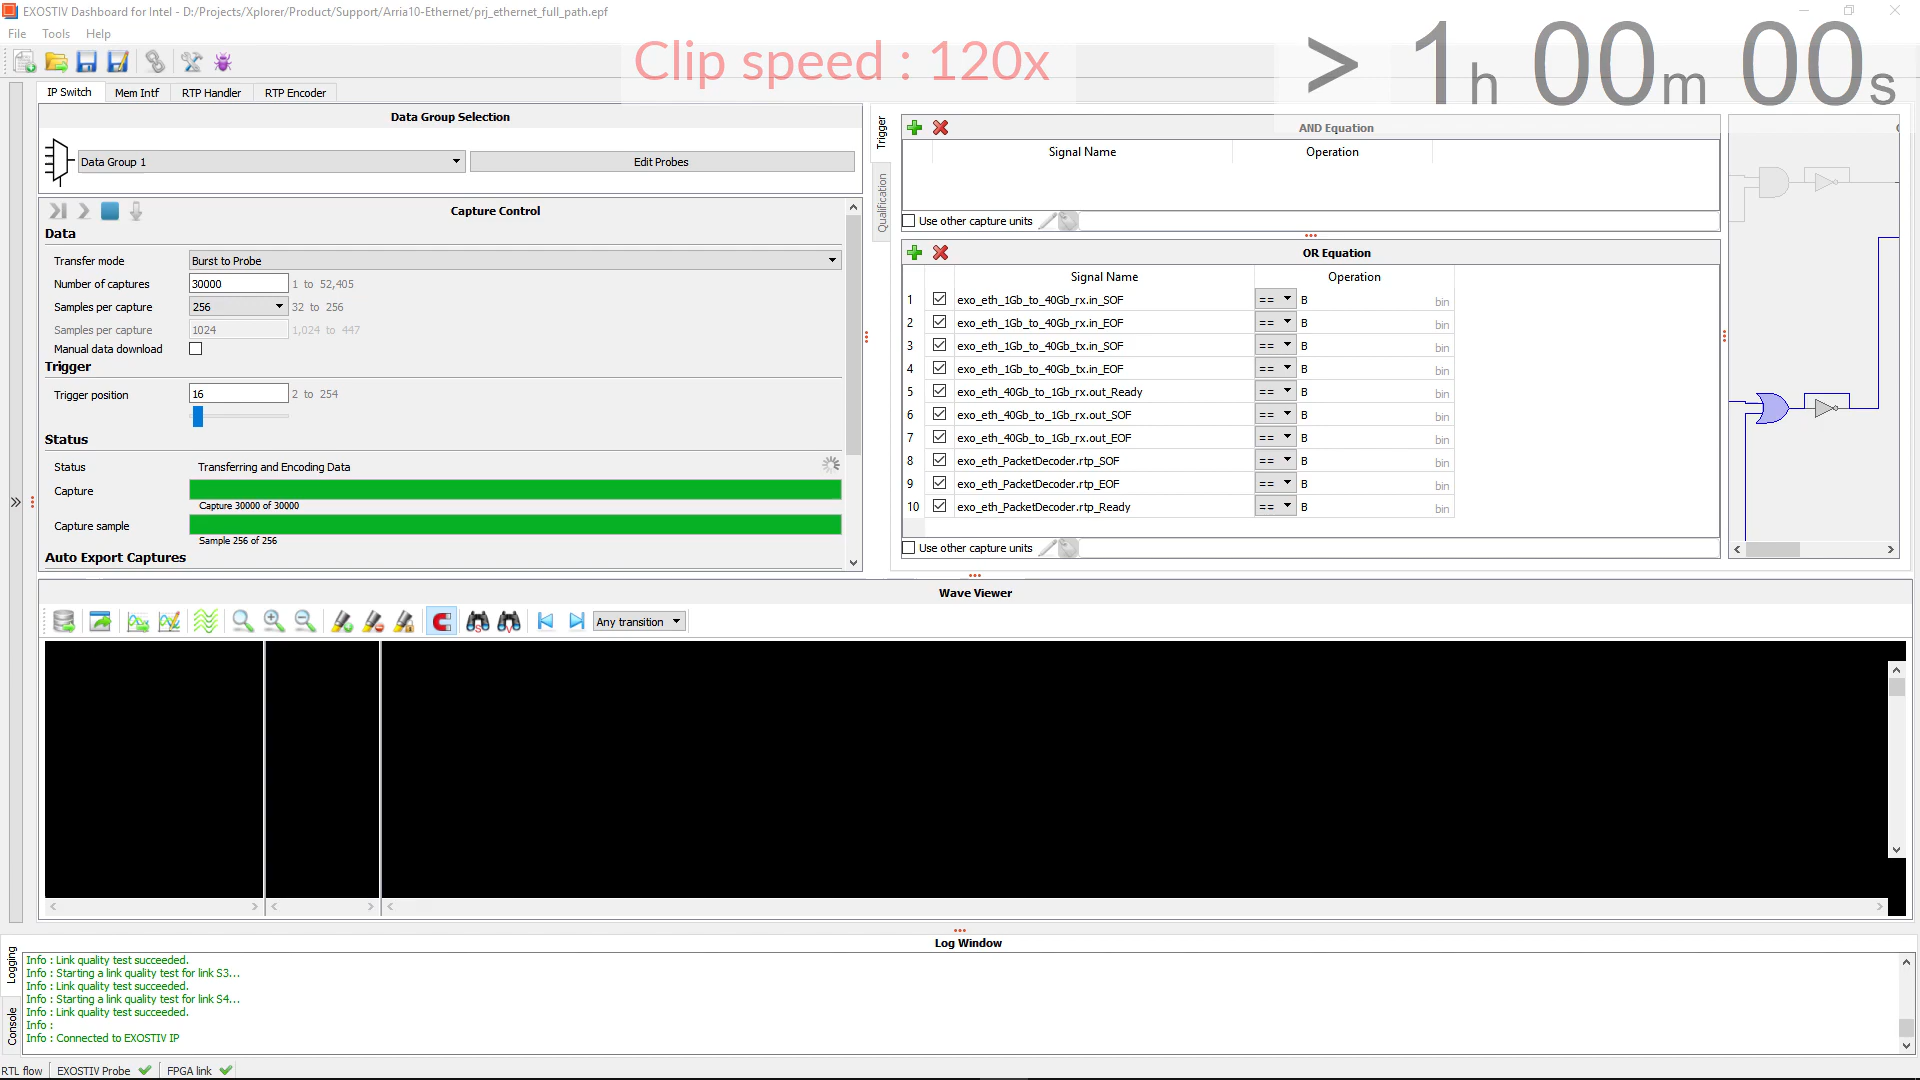 EXOSTIV Dashboard for Intel - D:/Projects/Xplorer/Product/Support/Arria10-Ethernet/prj_ethernet_full_path.epf
File Tools Help
Clip speed : 120x
> 1h 00m 00s
IP Switch Mem Intf RTP Handler RTP Encoder
Data Group Selection
Data Group 1
Edit Probes
Capture Control
Data
Transfer mode Burst to Probe
Number of captures 30000 1 to 52,405
Samples per capture 256 32 to 256
Samples per capture 1024 1,024 to 447
Manual data download
Trigger
Trigger position 16 2 to 254
Status
Status Transferring and Encoding Data
Capture
Capture 30000 of 30000
Capture sample
Sample 256 of 256
Auto Export Captures
Trigger
Qualification
AND Equation
Signal Name Operation
Use other capture units
OR Equation
Signal Name Operation
1 exo_eth_1Gb_to_40Gb_rx.in_SOF == B bin
2 exo_eth_1Gb_to_40Gb_rx.in_EOF == B bin
3 exo_eth_1Gb_to_40Gb_tx.in_SOF == B bin
4 exo_eth_1Gb_to_40Gb_tx.in_EOF == B bin
5 exo_eth_40Gb_to_1Gb_rx.out_Ready == B bin
6 exo_eth_40Gb_to_1Gb_rx.out_SOF == B bin
7 exo_eth_40Gb_to_1Gb_rx.out_EOF == B bin
8 exo_eth_PacketDecoder.rtp_SOF == B bin
9 exo_eth_PacketDecoder.rtp_EOF == B bin
10 exo_eth_PacketDecoder.rtp_Ready == B bin
Use other capture units
Wave Viewer
Any transition
Log Window
Logging
Console
Info : Link quality test succeeded.
Info : Starting a link quality test for link S3...
Info : Link quality test succeeded.
Info : Starting a link quality test for link S4...
Info : Link quality test succeeded.
Info :
Info : Connected to EXOSTIV IP
RTL flow EXOSTIV Probe FPGA link